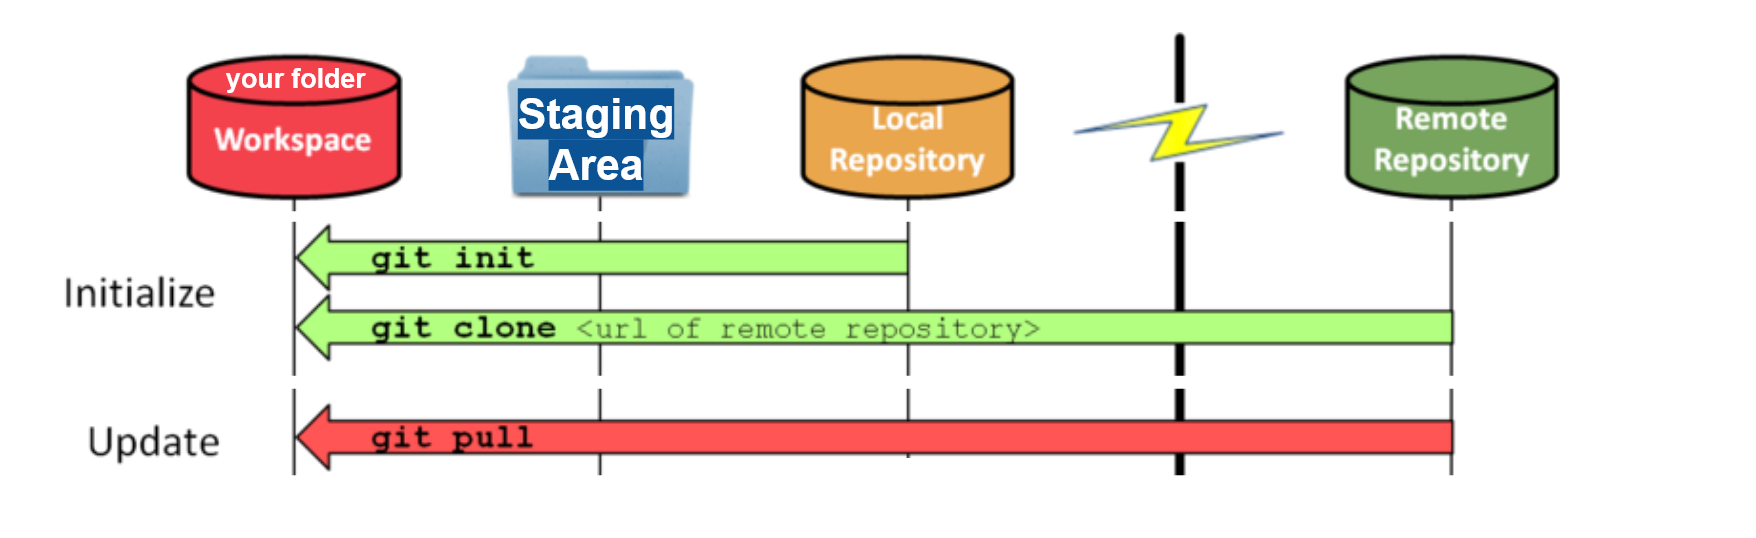 your folder
Workspace
Staging
Area
Local
Repository
Remote
Repository
Initialize
git init
git clone <url of remote repository>
Update
git pull